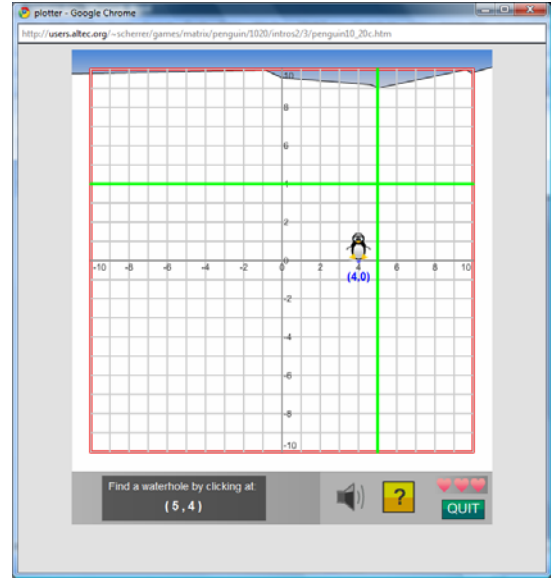 plotter - Google Chrome
http://users.altec.org/~scherrer/games/matrix/penguin/1020/intros2/3/penguin10_20c.htm
10
8
6
4
2
-10 -8 -6 -4 -2 0 2 4 6 8 10
(4,0)
-2
-4
-6
-8
-10
Find a waterhole by clicking at:
( 5 , 4 )
?
QUIT